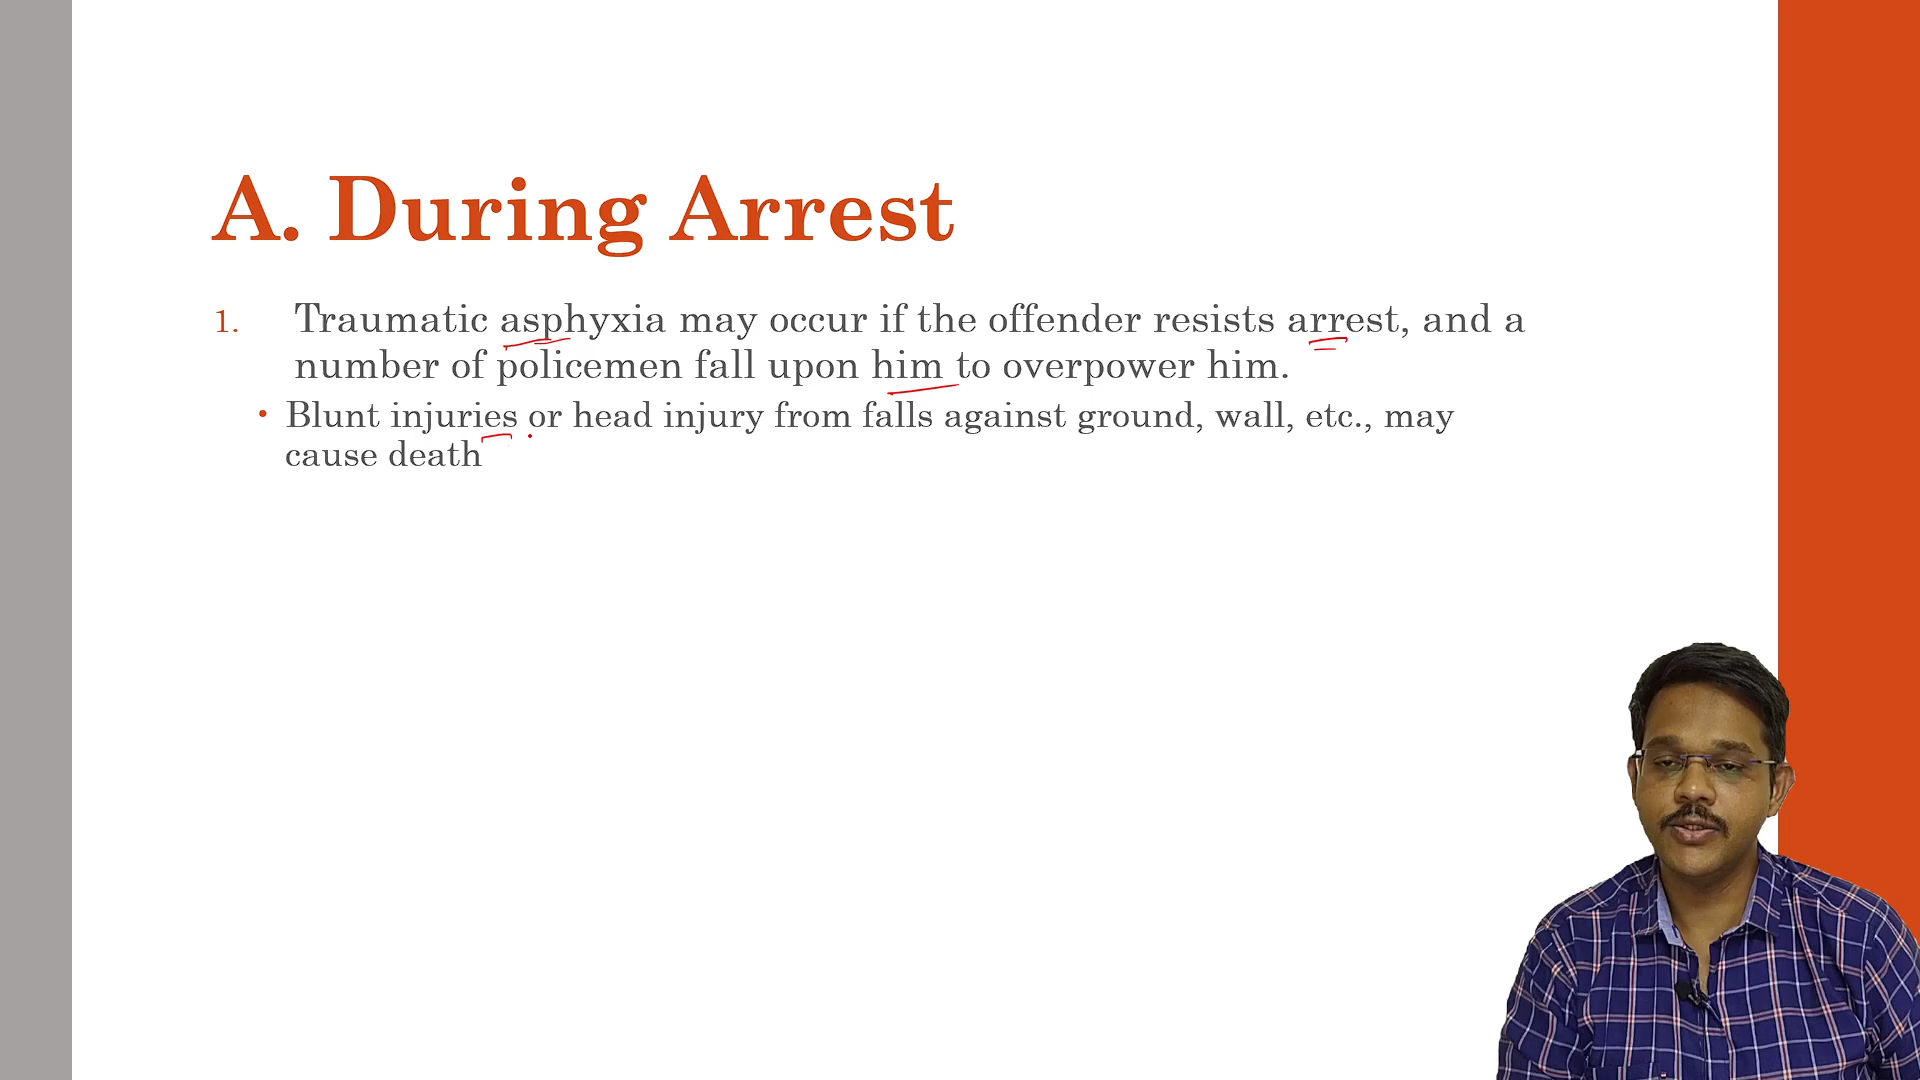 A. During Arrest
1. Traumatic asphyxia may occur if the offender resists arrest, and a
number of policemen fall upon him to overpower him.
• Blunt injuries or head injury from falls against ground, wall, etc., may
cause death